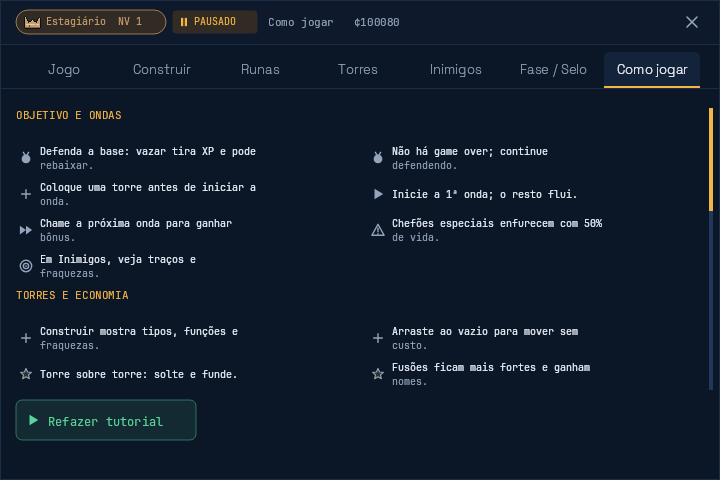 Estagiário NV 1 PAUSADO Como jogar ¢100080
Jogo Construir Runas Torres Inimigos Fase / Selo Como jogar
OBJETIVO E ONDAS
Defenda a base: vazar tira XP e pode
rebaixar.
Não há game over; continue
defendendo.
Coloque uma torre antes de iniciar a
onda.
Inicie a 1ª onda; o resto flui.
Chame a próxima onda para ganhar
bônus.
Chefões especiais enfurecem com 50%
de vida.
Em Inimigos, veja traços e
fraquezas.
TORRES E ECONOMIA
Construir mostra tipos, funções e
fraquezas.
Arraste ao vazio para mover sem
custo.
Torre sobre torre: solte e funde.
Fusões ficam mais fortes e ganham
nomes.
Refazer tutorial